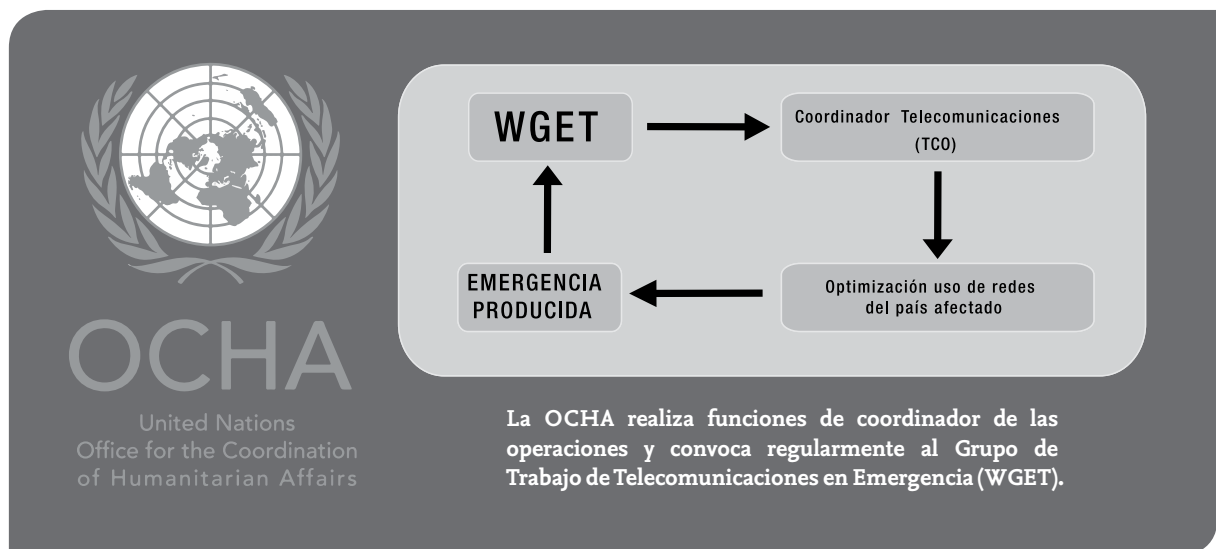 WGET
Coordinador Telecomunicaciones
(TCO)
EMERGENCIA
PRODUCIDA
Optimización uso de redes
del país afectado
OCHA
United Nations
Office for the Coordination
of Humanitarian Affairs
La OCHA realiza funciones de coordinador de las
operaciones y convoca regularmente al Grupo de
Trabajo de Telecomunicaciones en Emergencia (WGET).